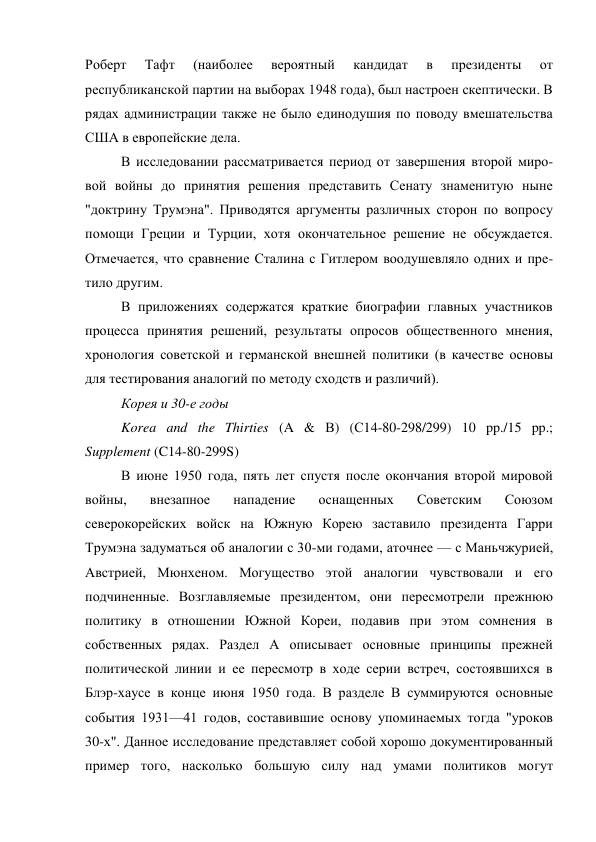 Роберт Тафт (наиболее вероятный кандидат в президенты от
республиканской партии на выборах 1948 года), был настроен скептически. В
рядах администрации также не было единодушия по поводу вмешательства
США в европейские дела.
В исследовании рассматривается период от завершения второй миро-
вой войны до принятия решения представить Сенату знаменитую ныне
"доктрину Трумэна". Приводятся аргументы различных сторон по вопросу
помощи Греции и Турции, хотя окончательное решение не обсуждается.
Отмечается, что сравнение Сталина с Гитлером воодушевляло одних и пре-
тило другим.
В приложениях содержатся краткие биографии главных участников
процесса принятия решений, результаты опросов общественного мнения,
хронология советской и германской внешней политики (в качестве основы
для тестирования аналогий по методу сходств и различий).
Корея и 30-е годы
Korea and the Thirties (A & B) (C14-80-298/299) 10 pp./15 pp.;
Supplement (C14-80-299S)
В июне 1950 года, пять лет спустя после окончания второй мировой
войны, внезапное нападение оснащенных Советским Союзом
северокорейских войск на Южную Корею заставило президента Гарри
Трумэна задуматься об аналогии с 30-ми годами, аточнее — с Маньчжурией,
Австрией, Мюнхеном. Могущество этой аналогии чувствовали и его
подчиненные. Возглавляемые президентом, они пересмотрели прежнюю
политику в отношении Южной Кореи, подавив при этом сомнения в
собственных рядах. Раздел А описывает основные принципы прежней
политической линии и ее пересмотр в ходе серии встреч, состоявшихся в
Блэр-хаусе в конце июня 1950 года. В разделе В суммируются основные
события 1931—41 годов, составившие основу упоминаемых тогда "уроков
30-х". Данное исследование представляет собой хорошо документированный
пример того, насколько большую силу над умами политиков могут